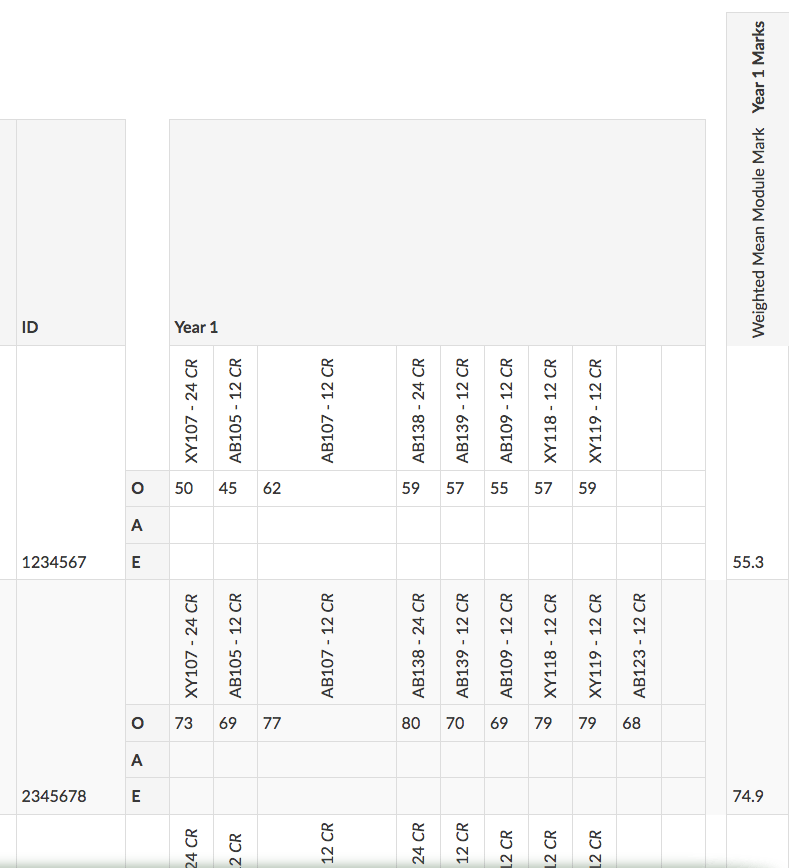 Weighted Mean Module Mark Year 1 Marks
ID Year 1
XY107 - 24 CR AB105 - 12 CR AB107 - 12 CR AB138 - 24 CR AB139 - 12 CR AB109 - 12 CR XY118 - 12 CR XY119 - 12 CR
O 50 45 62 59 57 55 57 59
A
1234567 E 55.3
XY107 - 24 CR AB105 - 12 CR AB107 - 12 CR AB138 - 24 CR AB139 - 12 CR AB109 - 12 CR XY118 - 12 CR XY119 - 12 CR AB123 - 12 CR
O 73 69 77 80 70 69 79 79 68
A
2345678 E 74.9
24 CR 2 CR 12 CR 24 CR 12 CR 12 CR 12 CR 12 CR